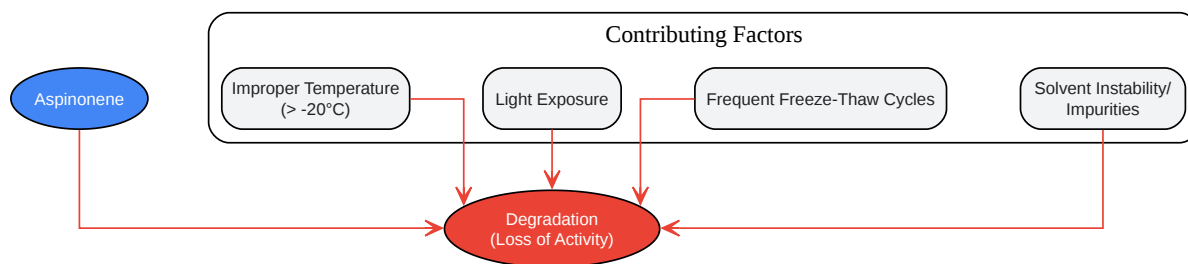 Contributing Factors
Aspinonene
Improper Temperature
(> -20°C)
Light Exposure
Frequent Freeze-Thaw Cycles
Solvent Instability/
Impurities
Degradation
(Loss of Activity)